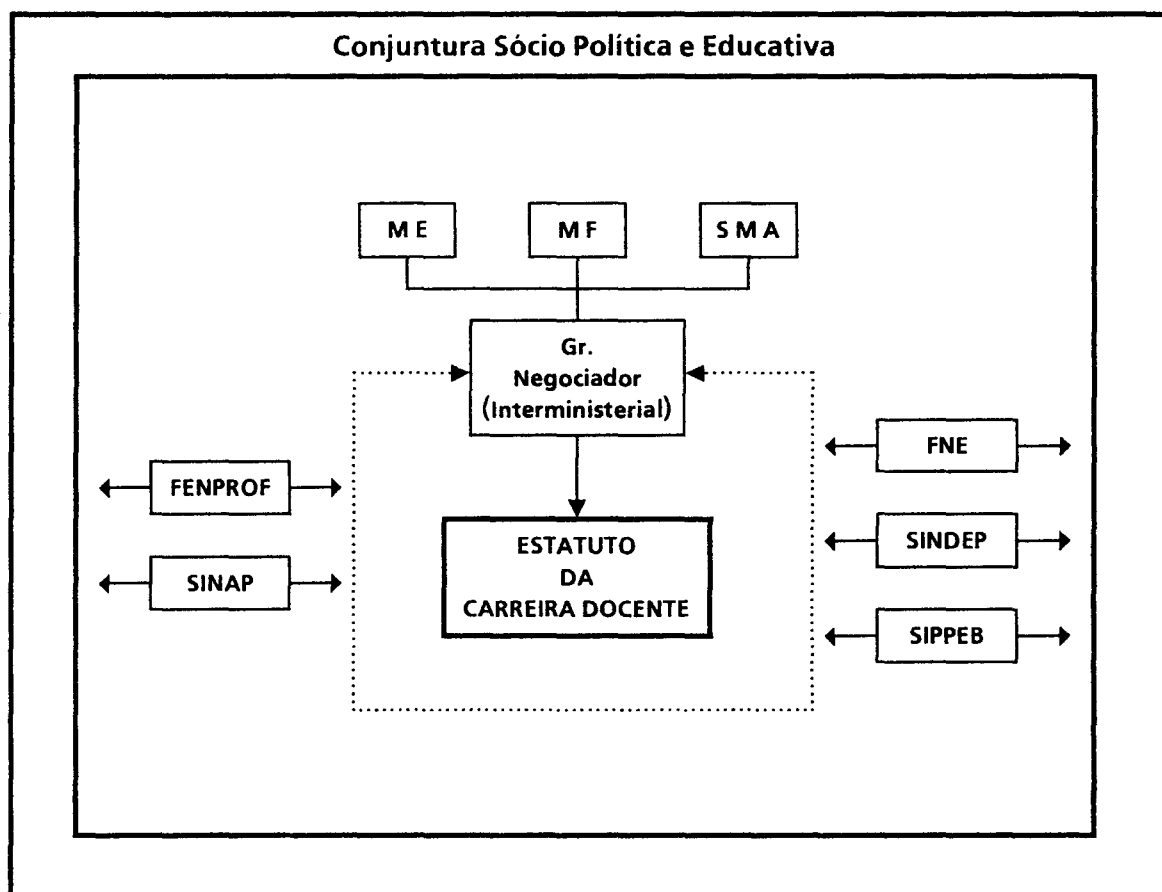 Conjuntura Sócio Política e Educativa
M E
M F
S M A
Gr.
Negociador
(Interministerial)
FENPROF
SINAP
ESTATUTO
DA
CARREIRA DOCENTE
FNE
SINDEP
SIPPEB